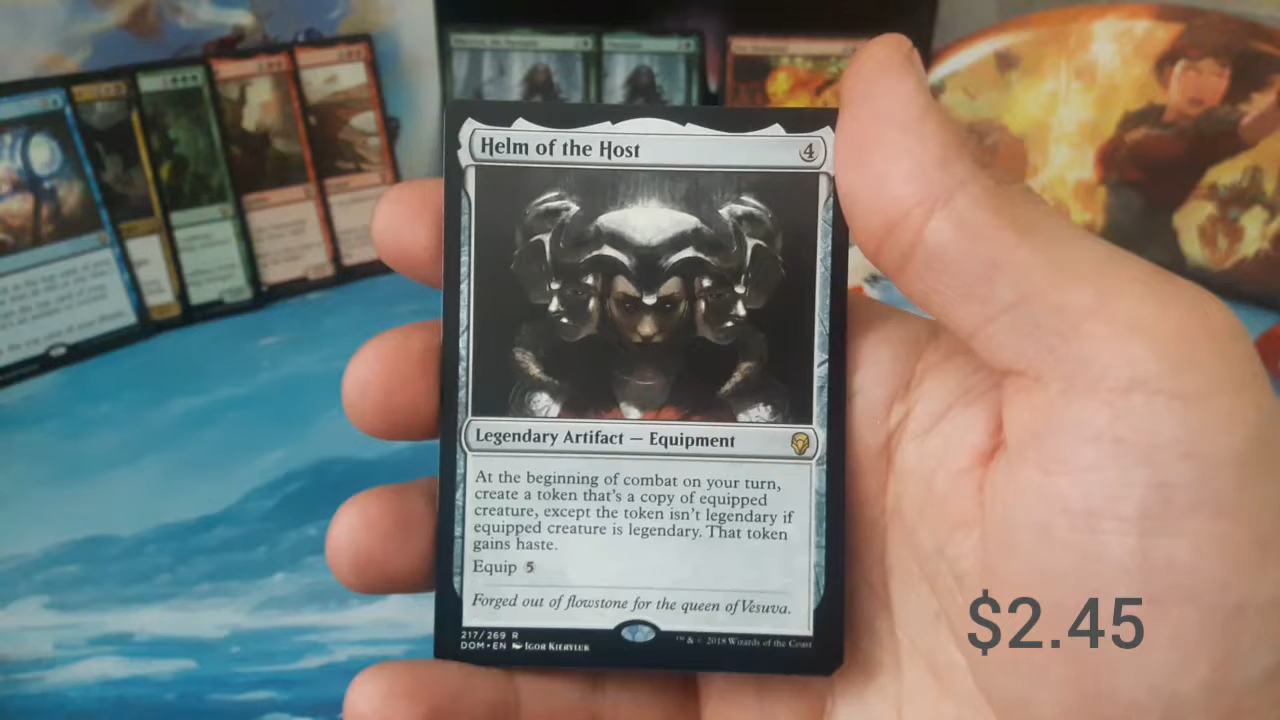 Helm of the Host 4
Legendary Artifact — Equipment
At the beginning of combat on your turn,
create a token that's a copy of equipped
creature, except the token isn't legendary if
equipped creature is legendary. That token
gains haste.
Equip 5
Forged out of flowstone for the queen of Vesuva.
217/269 R
DOM • EN Igor Kieryluk
™ & © 2018 Wizards of the Coast
$2.45